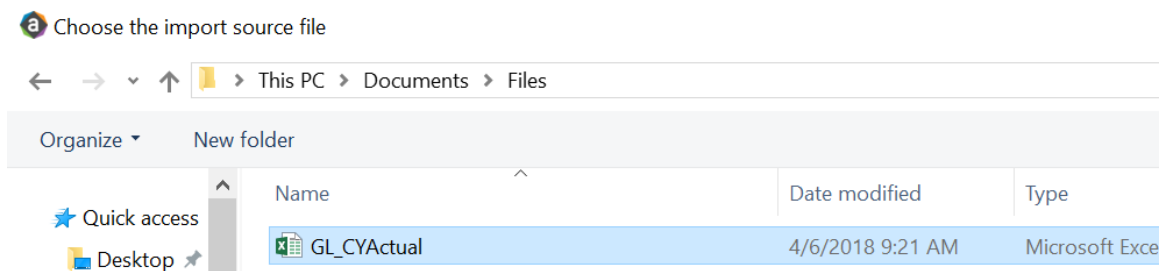 Choose the import source file
This PC > Documents > Files
Organize New folder
Name Date modified Type
Quick access
GL_CYActual 4/6/2018 9:21 AM Microsoft Exce
Desktop